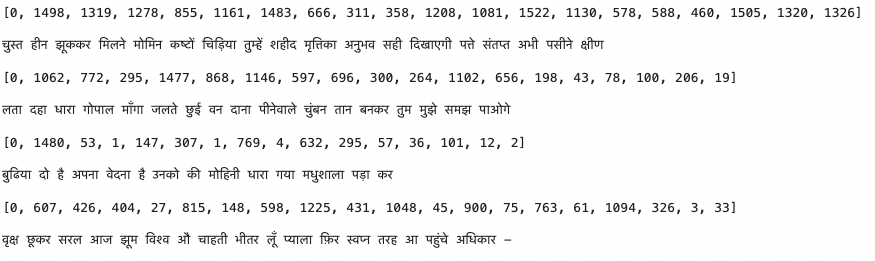 [0, 1498, 1319, 1278, 855, 1161, 1483, 666, 311, 358, 1208, 1081, 1522, 1130, 578, 588, 460, 1505, 1320, 1326]
चुस्त हीन झूककर मिलने मोमिन कष्टों चिड़िया तुम्हें शहीद मृत्तिका अनुभव सही दिखाएगी पत्ते संतप्त अभी पसीने क्षीण
[0, 1062, 772, 295, 1477, 868, 1146, 597, 696, 300, 264, 1102, 656, 198, 43, 78, 100, 206, 19]
लता दहा धारा गोपाल माँगा जलते छुई वन दाना पीनेवाले चुंबन तान बनकर तुम मुझे समझ पाओगे
[0, 1480, 53, 1, 147, 307, 1, 769, 4, 632, 295, 57, 36, 101, 12, 2]
बुढिया दो है अपना वेदना है उनको की मोहिनी धारा गया मधुशाला पड़ा कर
[0, 607, 426, 404, 27, 815, 148, 598, 1225, 431, 1048, 45, 900, 75, 763, 61, 1094, 326, 3, 33]
वृक्ष छूकर सरल आज झूम विश्व औ चाहती भीतर लूँ प्याला फ़िर स्वप्न तरह आ पहुंचे अधिकार –